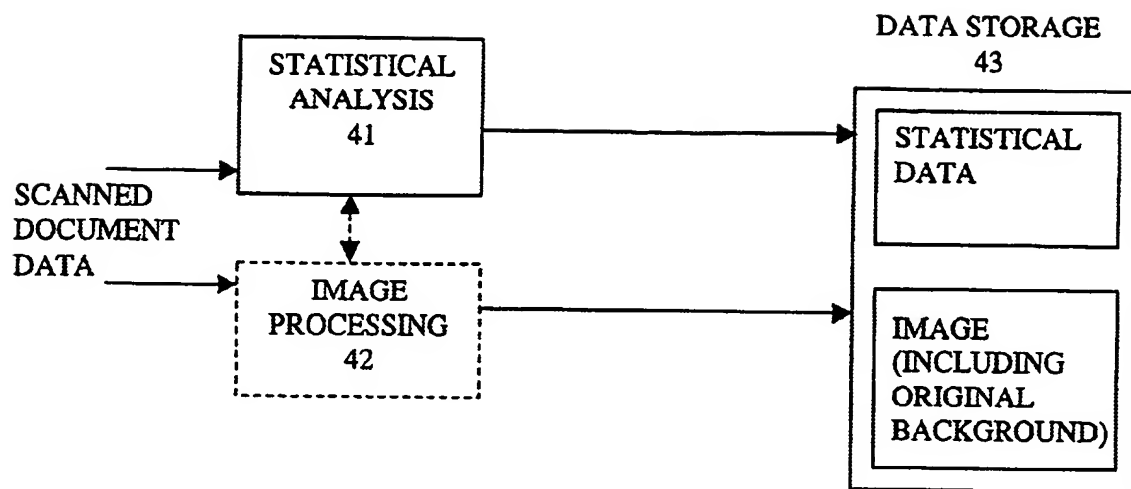 DATA STORAGE
43
STATISTICAL
ANALYSIS
41
STATISTICAL
DATA
SCANNED
DOCUMENT
DATA
IMAGE
PROCESSING
42
IMAGE
(INCLUDING
ORIGINAL
BACKGROUND)